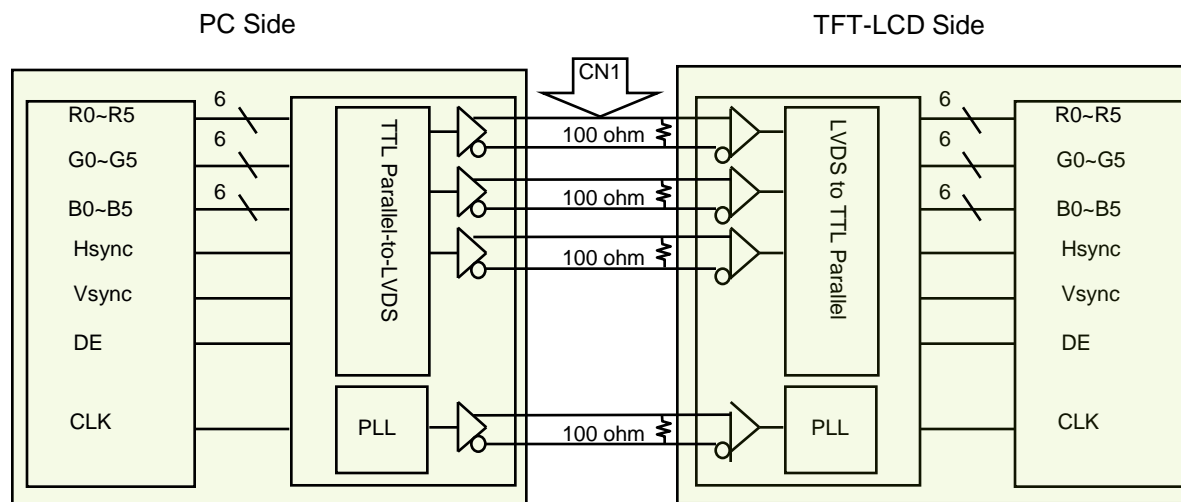 PC Side
TFT-LCD Side
CN1
R0~R5
6
G0~G5
6
B0~B5
6
Hsync
Vsync
DE
CLK
TTL Parallel-to-LVDS
PLL
100 ohm
100 ohm
100 ohm
100 ohm
LVDS to TTL Parallel
PLL
6
R0~R5
6
G0~G5
6
B0~B5
Hsync
Vsync
DE
CLK